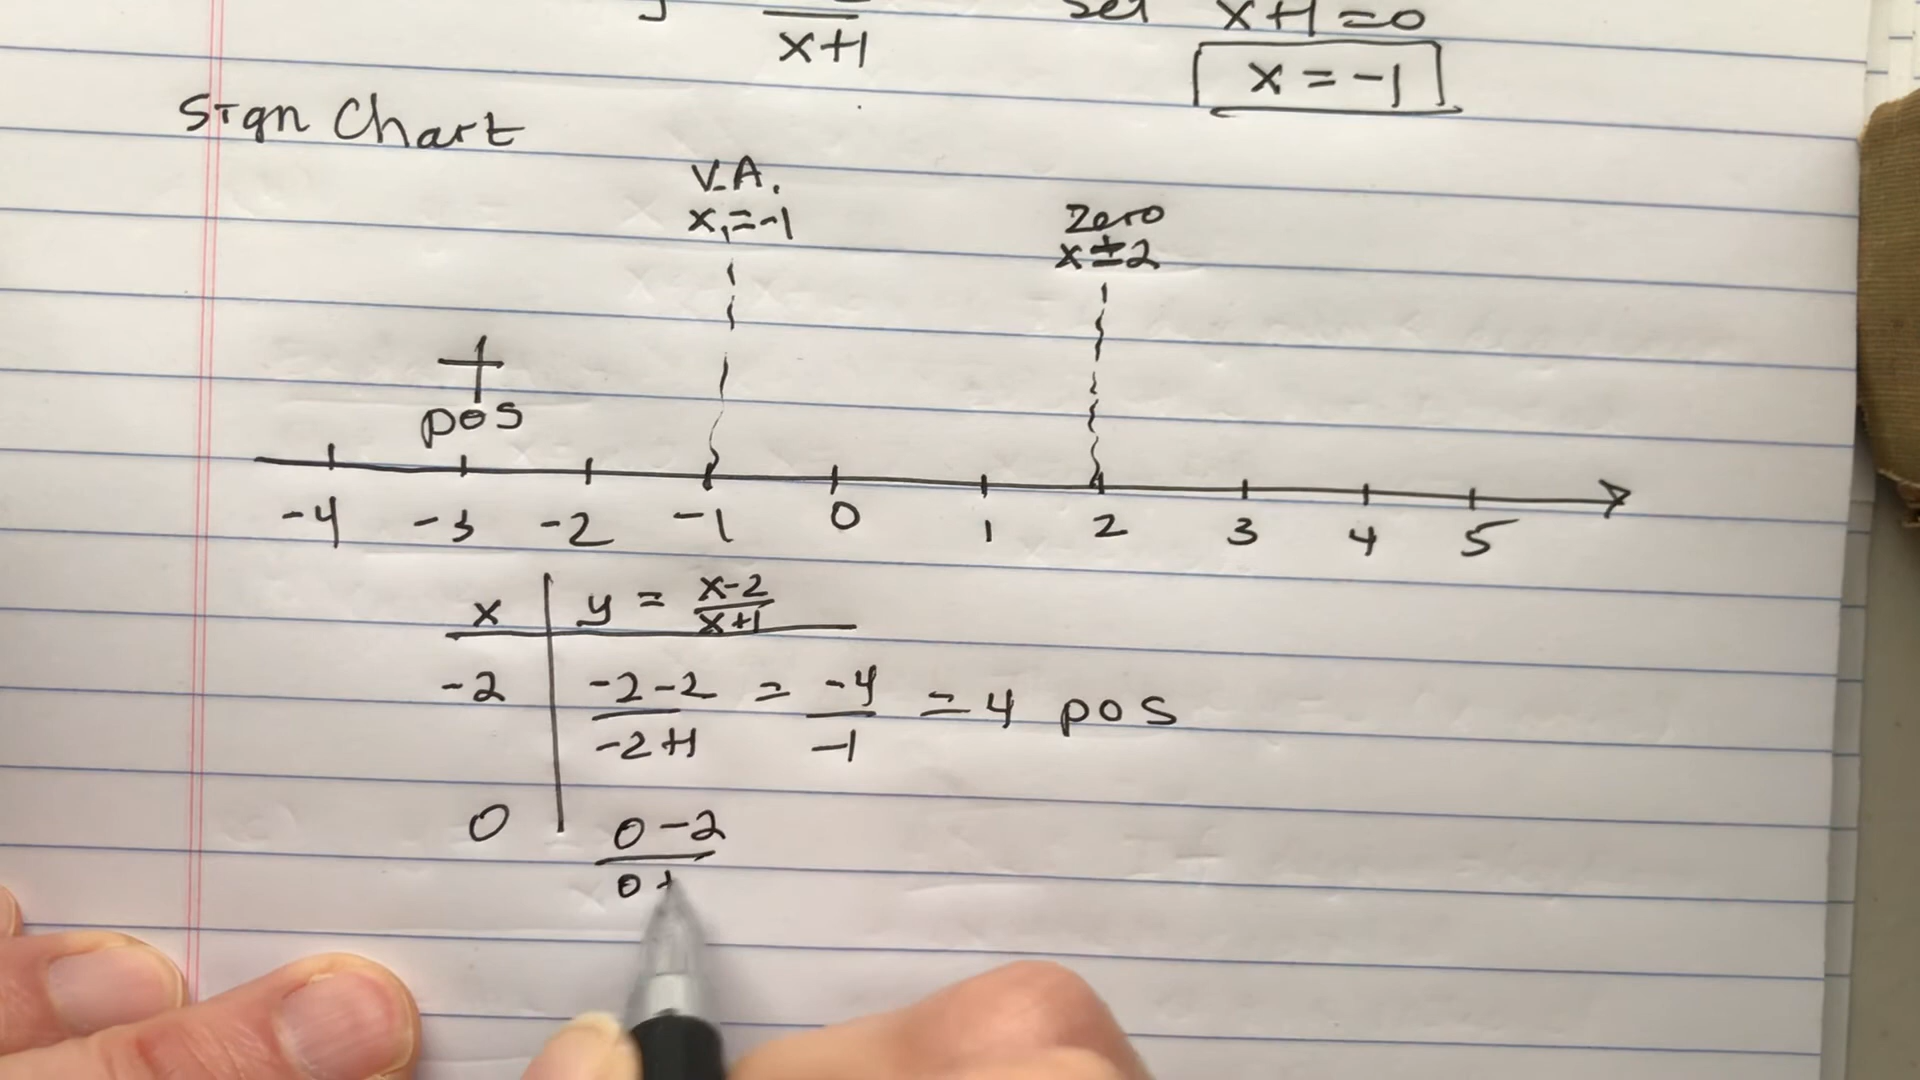 set x+1=0
x+1
x = -1
Sign Chart
V.A.
x=-1
Zero
x=2
+
pos
-4 -3 -2 -1 0 1 2 3 4 5
x y = x-2/x+1
-2 -2-2/-2+1 = -4/-1 = 4 pos
0 0-2/0+